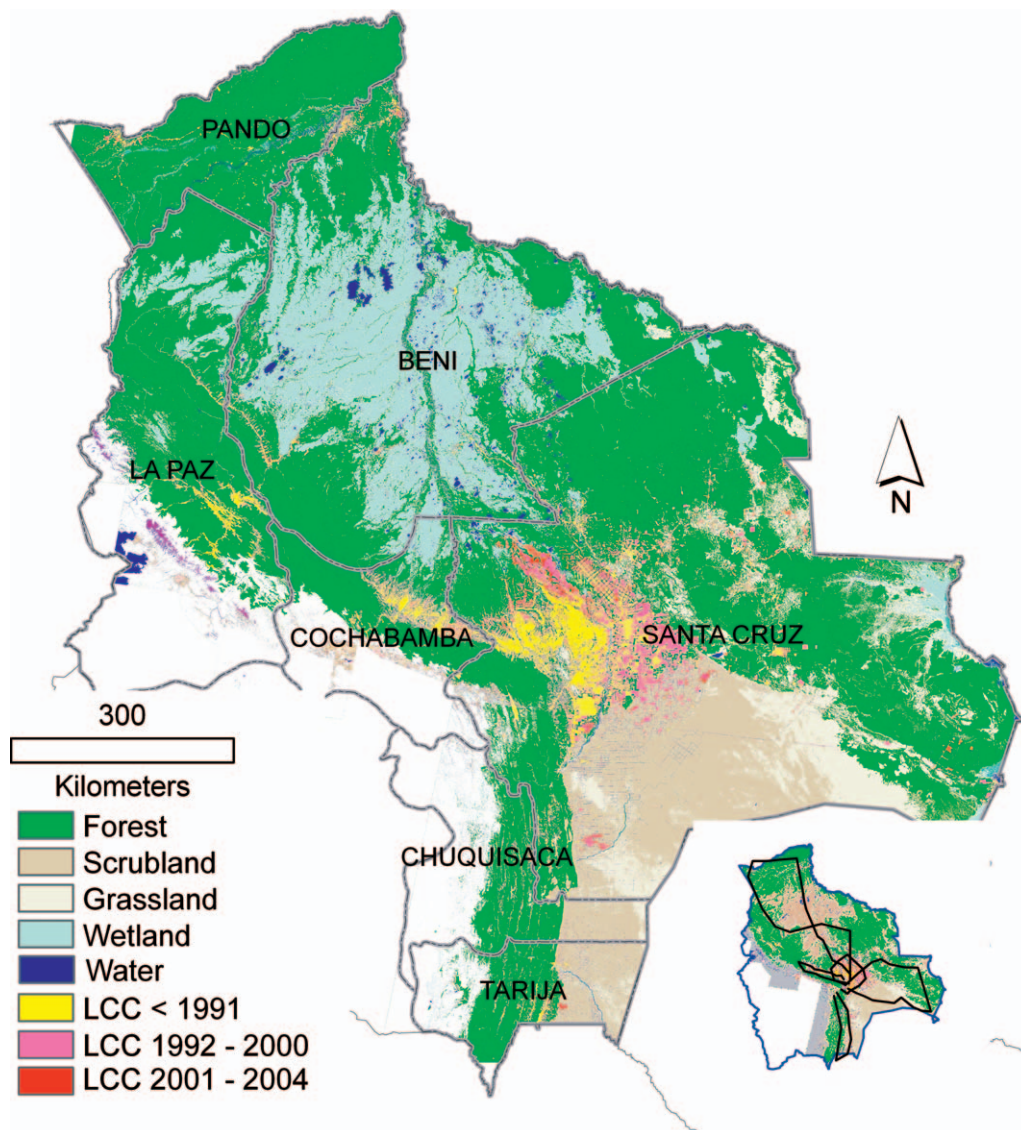 PANDO
BENI
N
LA PAZ
COCHABAMBA
SANTA CRUZ
300
Kilometers
Forest
Scrubland
Grassland
Wetland
Water
LCC < 1991
LCC 1992 - 2000
LCC 2001 - 2004
CHUQUISACA
TARIJA